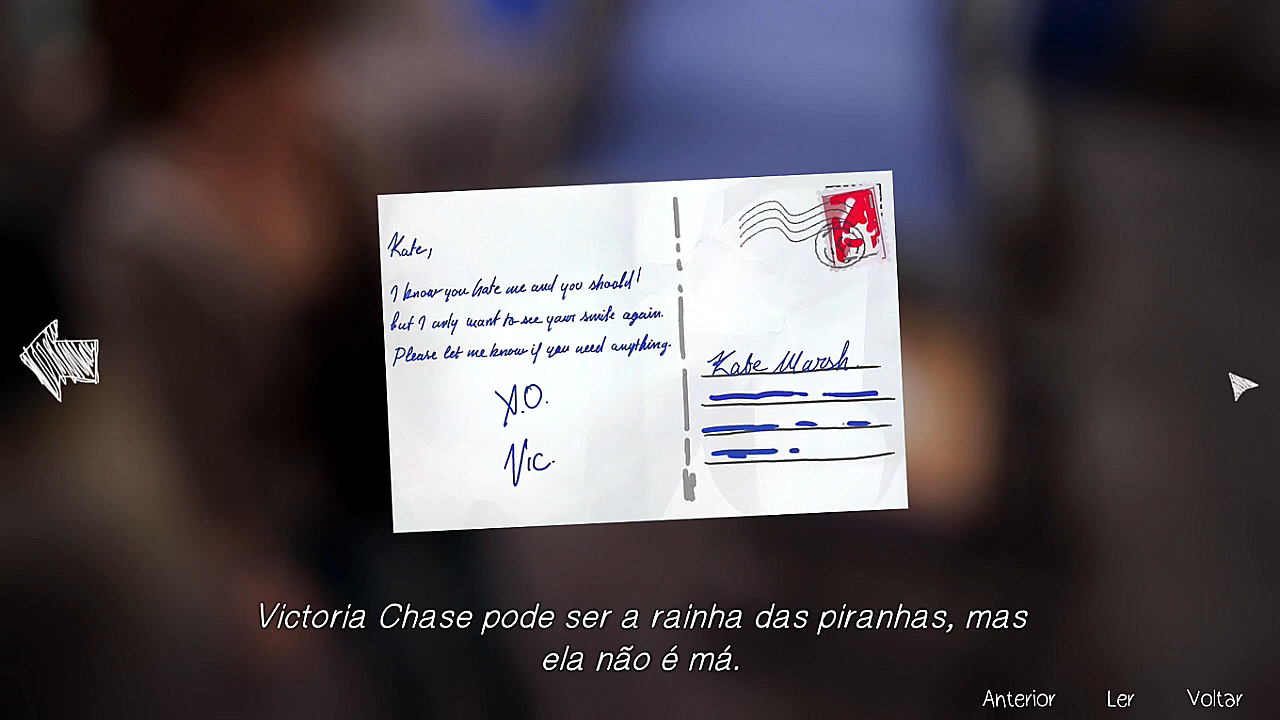 Kate,
I know you hate me and you should!
but I only want to see your smile again.
Please let me know if you need anything.
X.O.
Vic.
Kate Marsh
Victoria Chase pode ser a rainha das piranhas, mas
ela não é má.
Anterior Ler Voltar